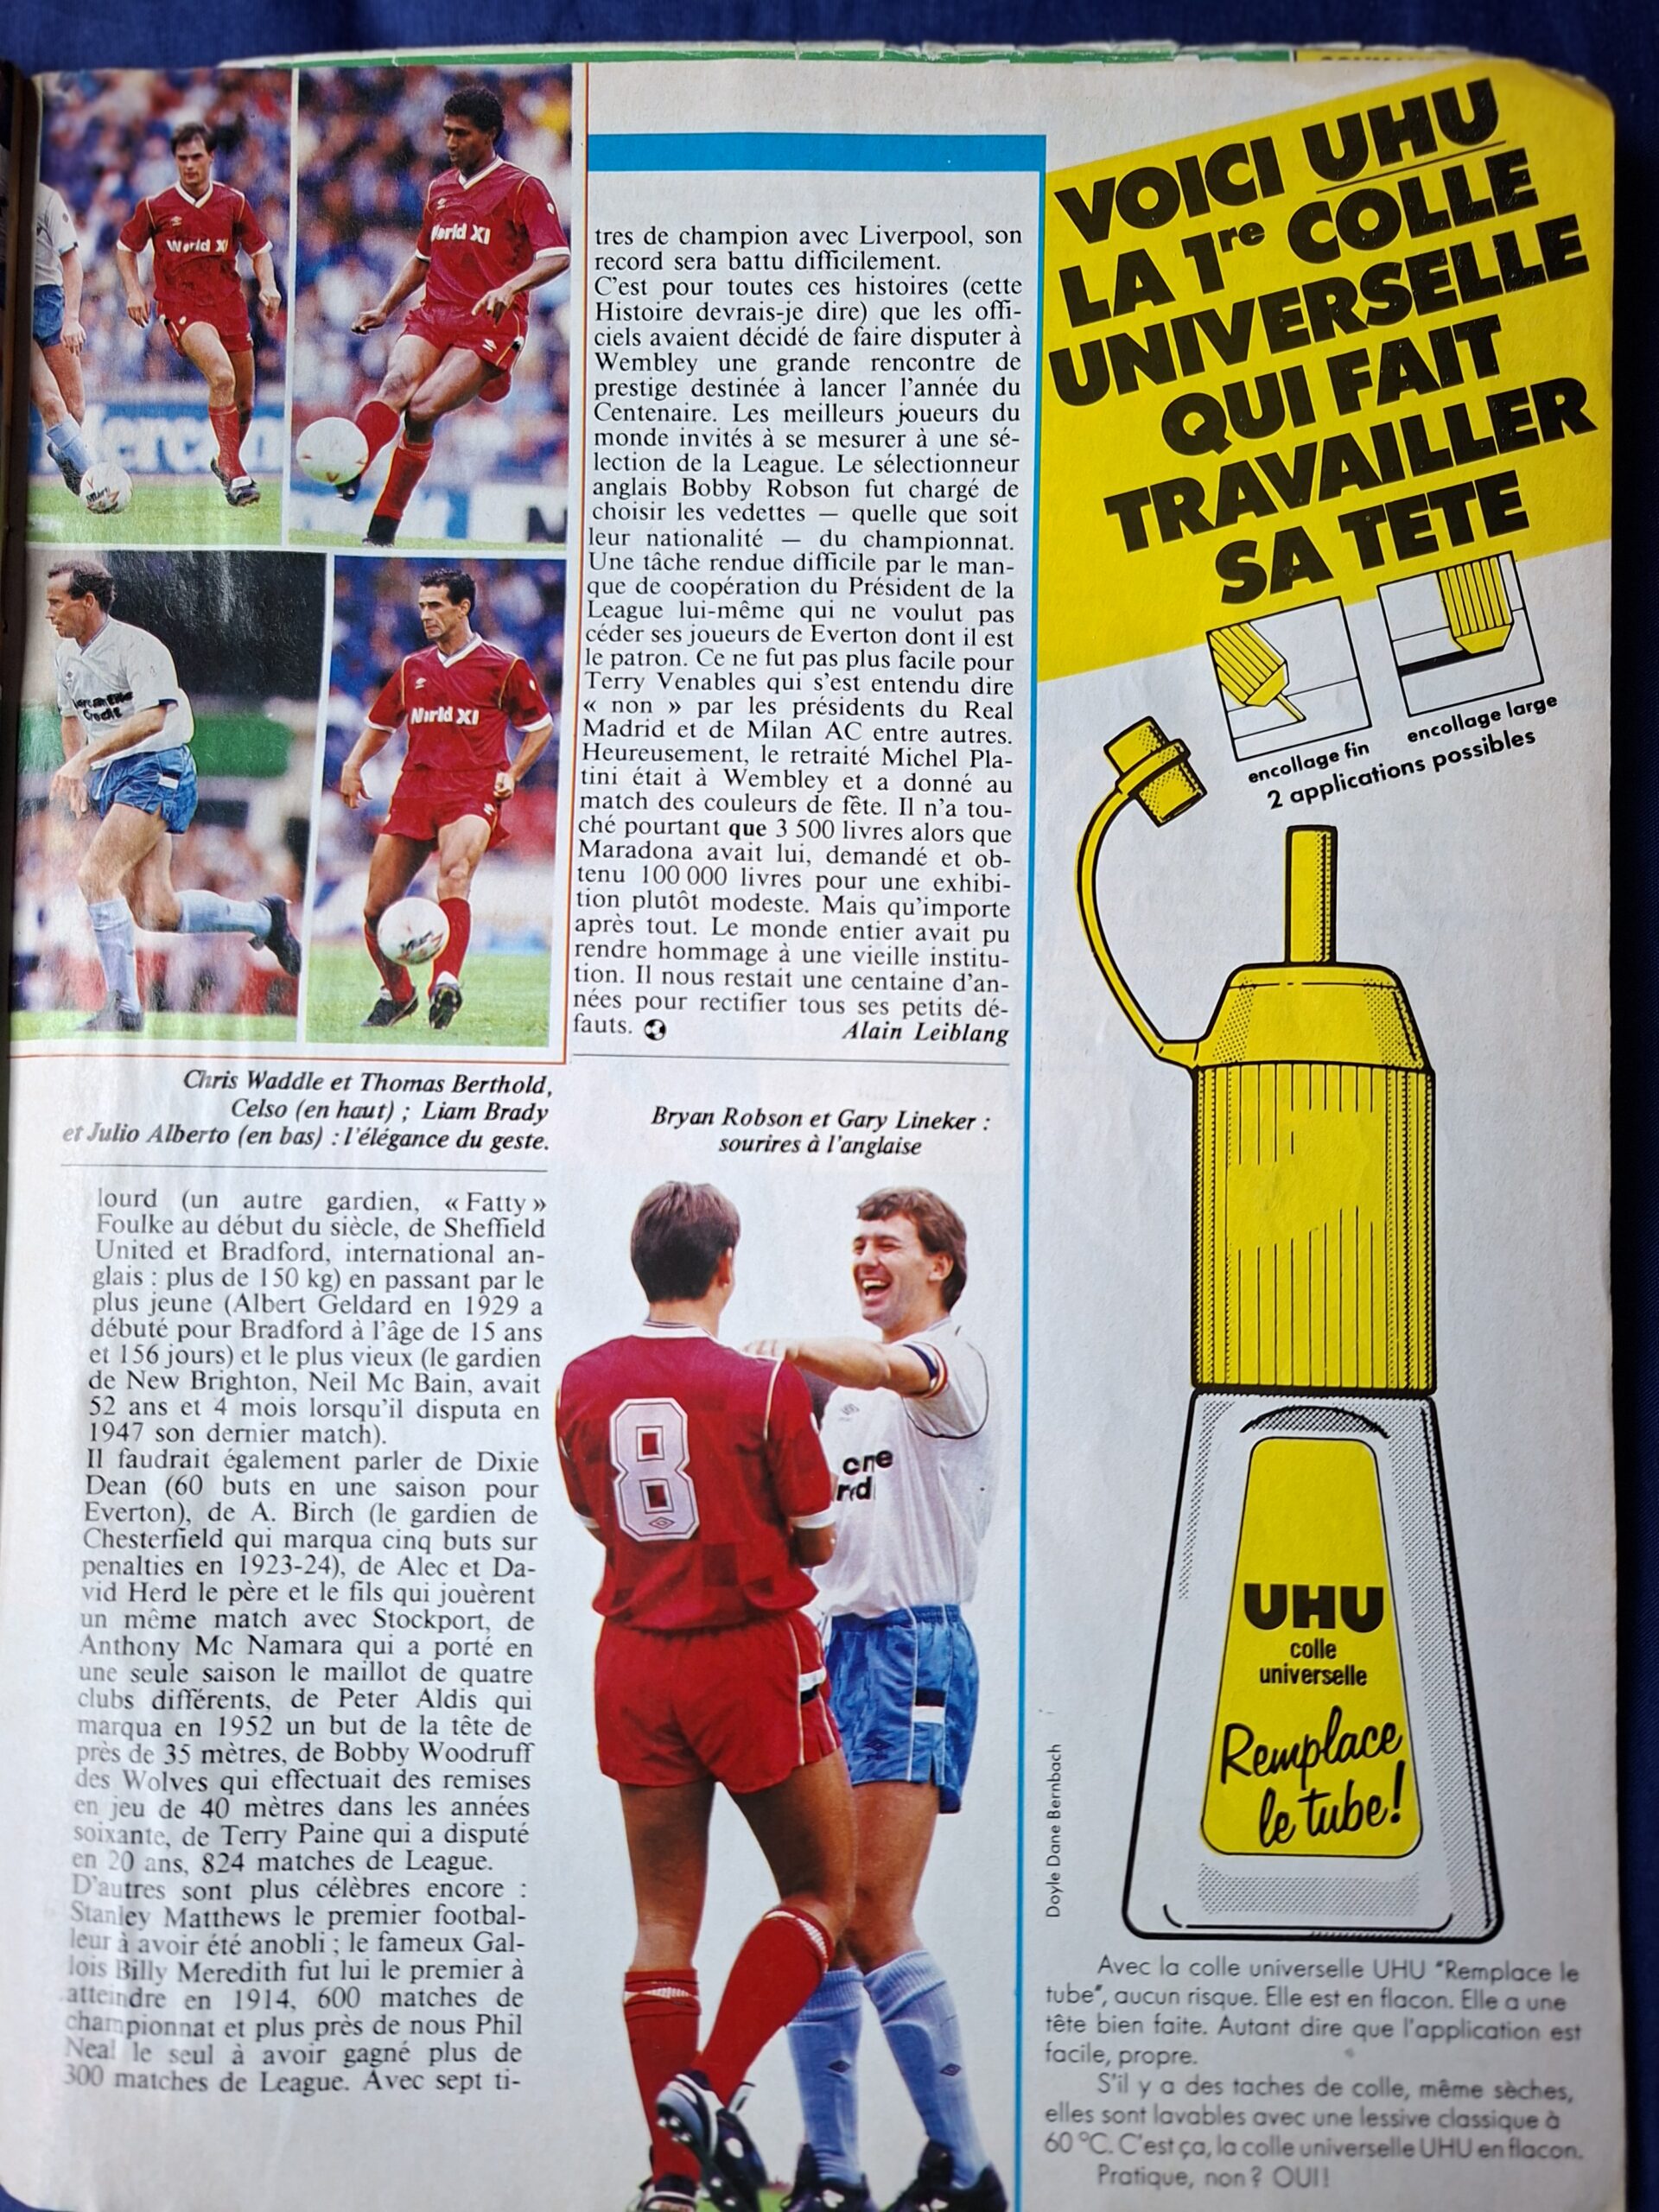 World XI
World XI
World XI
Credit
Chris Waddle et Thomas Berthold,
Celso (en haut) ; Liam Brady
et Julio Alberto (en bas) : l'élégance du geste.
lourd (un autre gardien, « Fatty »
Foulke au début du siècle, de Sheffield
United et Bradford, international an-
glais : plus de 150 kg) en passant par le
plus jeune (Albert Geldard en 1929 a
débuté pour Bradford à l'âge de 15 ans
et 156 jours) et le plus vieux (le gardien
de New Brighton, Neil Mc Bain, avait
52 ans et 4 mois lorsqu'il disputa en
1947 son dernier match).
Il faudrait également parler de Dixie
Dean (60 buts en une saison pour
Everton), de A. Birch (le gardien de
Chesterfield qui marqua cinq buts sur
penalties en 1923-24), de Alec et Da-
vid Herd le père et le fils qui jouèrent
un même match avec Stockport, de
Anthony Mc Namara qui a porté en
une seule saison le maillot de quatre
clubs différents, de Peter Aldis qui
marqua en 1952 un but de la tête de
près de 35 mètres, de Bobby Woodruff
des Wolves qui effectuait des remises
en jeu de 40 mètres dans les années
soixante, de Terry Paine qui a disputé
en 20 ans, 824 matches de League.
D'autres sont plus célèbres encore :
Stanley Matthews le premier footbal-
leur à avoir été anobli ; le fameux Gal-
lois Billy Meredith fut lui le premier à
atteindre en 1914, 600 matches de
championnat et plus près de nous Phil
Neal le seul à avoir gagné plus de
300 matches de League. Avec sept ti-
tres de champion avec Liverpool, son
record sera battu difficilement.
C'est pour toutes ces histoires (cette
Histoire devrais-je dire) que les offi-
ciels avaient décidé de faire disputer à
Wembley une grande rencontre de
prestige destinée à lancer l'année du
Centenaire. Les meilleurs joueurs du
monde invités à se mesurer à une sé-
lection de la League. Le sélectionneur
anglais Bobby Robson fut chargé de
choisir les vedettes — quelle que soit
leur nationalité — du championnat.
Une tâche rendue difficile par le man-
que de coopération du Président de la
League lui-même qui ne voulut pas
céder ses joueurs de Everton dont il est
le patron. Ce ne fut pas plus facile pour
Terry Venables qui s'est entendu dire
« non » par les présidents du Real
Madrid et de Milan AC entre autres.
Heureusement, le retraité Michel Pla-
tini était à Wembley et a donné au
match des couleurs de fête. Il n'a tou-
ché pourtant que 3 500 livres alors que
Maradona avait lui, demandé et ob-
tenu 100 000 livres pour une exhibi-
tion plutôt modeste. Mais qu'importe
après tout. Le monde entier avait pu
rendre hommage à une vieille institu-
tion. Il nous restait une centaine d'an-
nées pour rectifier tous ses petits dé-
fauts.
Alain Leiblang
Bryan Robson et Gary Lineker :
sourires à l'anglaise
8
VOICI UHU
LA 1re COLLE
UNIVERSELLE
QUI FAIT
TRAVAILLER
SA TETE
encollage fin
encollage large
2 applications possibles
UHU
colle
universelle
Remplace
le tube!
Doyle Dane Bernbach
Avec la colle universelle UHU "Remplace le
tube", aucun risque. Elle est en flacon. Elle a une
tête bien faite. Autant dire que l'application est
facile, propre.
S'il y a des taches de colle, même sèches,
elles sont lavables avec une lessive classique à
60 °C. C'est ça, la colle universelle UHU en flacon.
Pratique, non ? OUI!